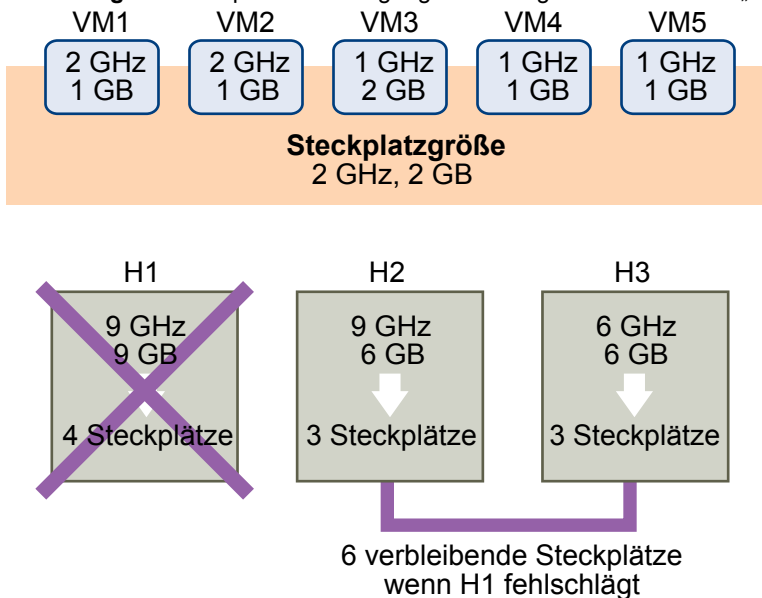 VM1 VM2 VM3 VM4 VM5
2 GHz 2 GHz 1 GHz 1 GHz 1 GHz
1 GB 1 GB 2 GB 1 GB 1 GB
Steckplatzgröße
2 GHz, 2 GB
H1 H2 H3
9 GHz 9 GHz 6 GHz
9 GB 6 GB 6 GB
4 Steckplätze 3 Steckplätze 3 Steckplätze
6 verbleibende Steckplätze
wenn H1 fehlschlägt